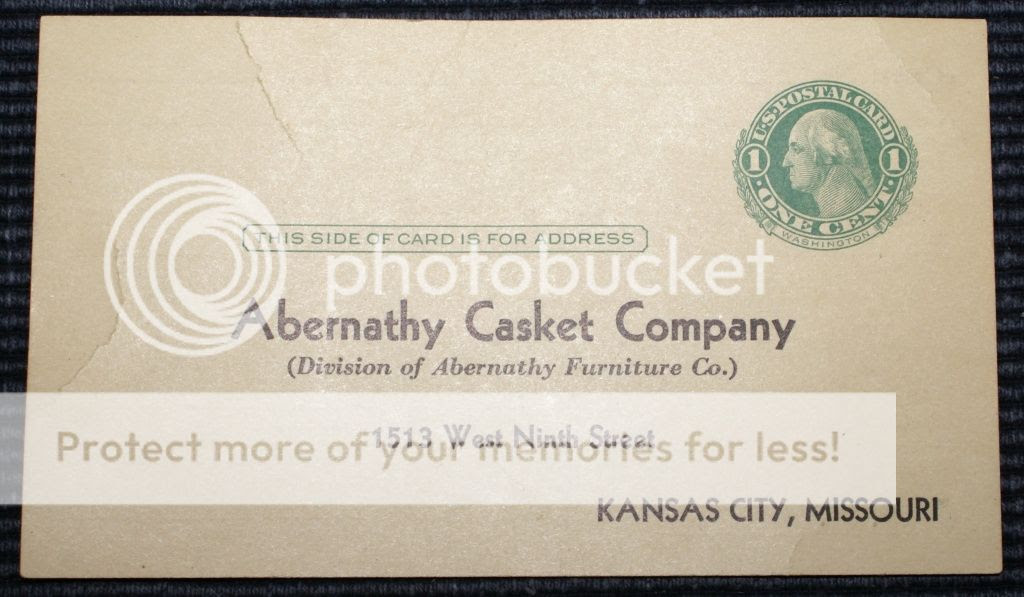 U·S·POSTAL CARD
1 1
ONE CENT
WASHINGTON
THIS SIDE OF CARD IS FOR ADDRESS
photobucket
Abernathy Casket Company
(Division of Abernathy Furniture Co.)
1513 West Ninth Street
Protect more of your memories for less!
KANSAS CITY, MISSOURI